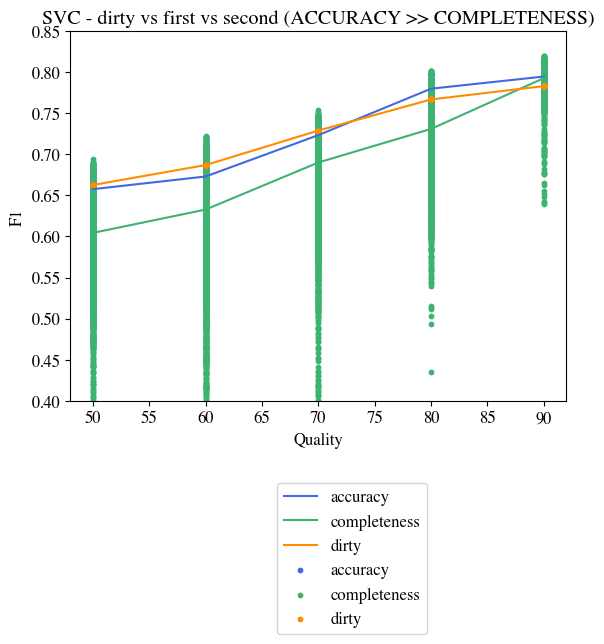 SVC - dirty vs first vs second (ACCURACY >> COMPLETENESS)
0.85
0.80
0.75
0.70
0.65
0.60
0.55
0.50
0.45
0.40
F1
50 55 60 65 70 75 80 85 90
Quality
accuracy
completeness
dirty
accuracy
completeness
dirty